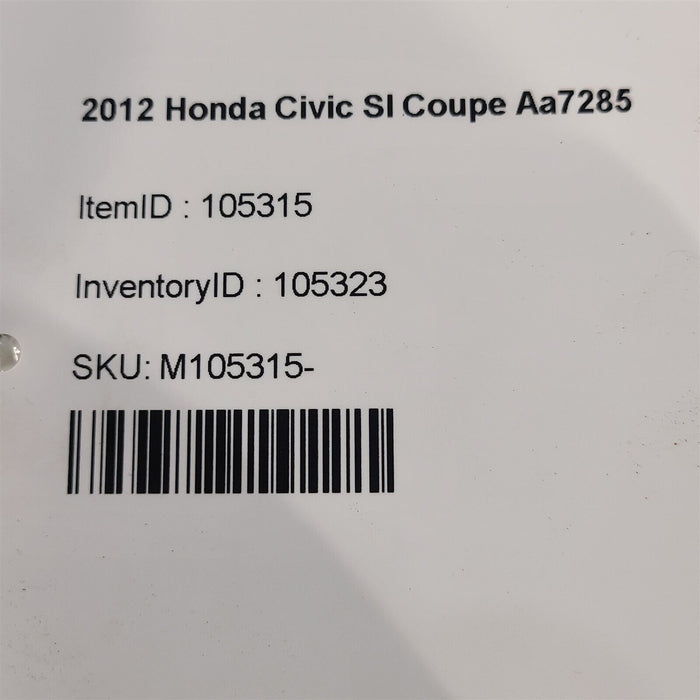 2012 Honda Civic SI Coupe Aa7285
ItemID : 105315
InventoryID : 105323
SKU: M105315-